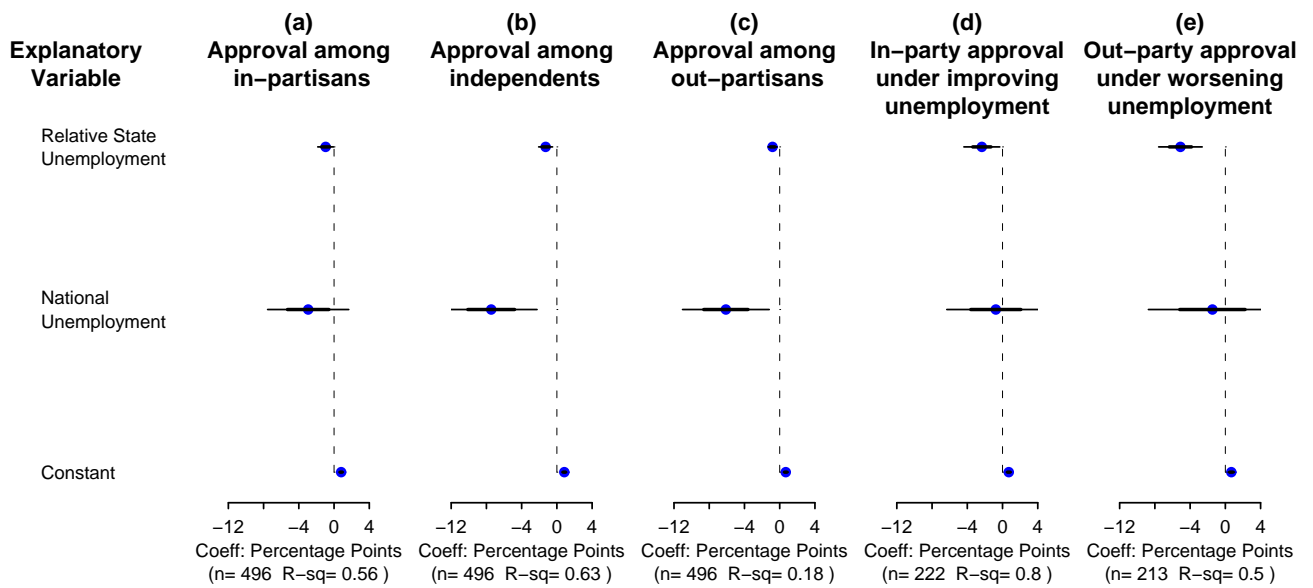 Explanatory
Variable
(a)
Approval among
in−partisans
(b)
Approval among
independents
(c)
Approval among
out−partisans
(d)
In−party approval
under improving
unemployment
(e)
Out−party approval
under worsening
unemployment
Relative State
Unemployment
National
Unemployment
Constant
−12 −4 0 4
Coeff: Percentage Points
(n= 496 R−sq= 0.56 )
−12 −4 0 4
Coeff: Percentage Points
(n= 496 R−sq= 0.63 )
−12 −4 0 4
Coeff: Percentage Points
(n= 496 R−sq= 0.18 )
−12 −4 0 4
Coeff: Percentage Points
(n= 222 R−sq= 0.8 )
−12 −4 0 4
Coeff: Percentage Points
(n= 213 R−sq= 0.5 )